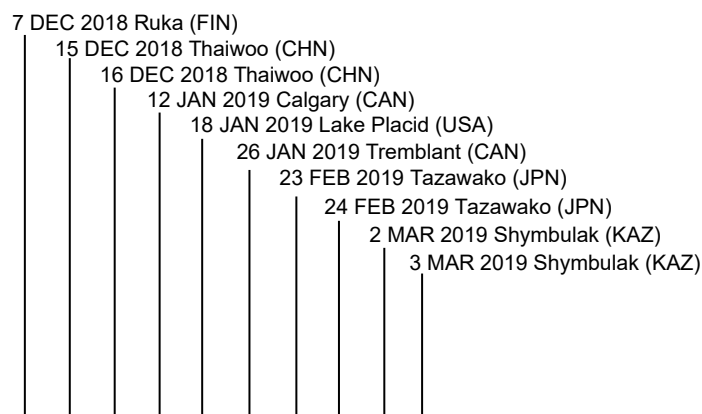 7 DEC 2018 Ruka (FIN)
15 DEC 2018 Thaiwoo (CHN)
16 DEC 2018 Thaiwoo (CHN)
12 JAN 2019 Calgary (CAN)
18 JAN 2019 Lake Placid (USA)
26 JAN 2019 Tremblant (CAN)
23 FEB 2019 Tazawako (JPN)
24 FEB 2019 Tazawako (JPN)
2 MAR 2019 Shymbulak (KAZ)
3 MAR 2019 Shymbulak (KAZ)